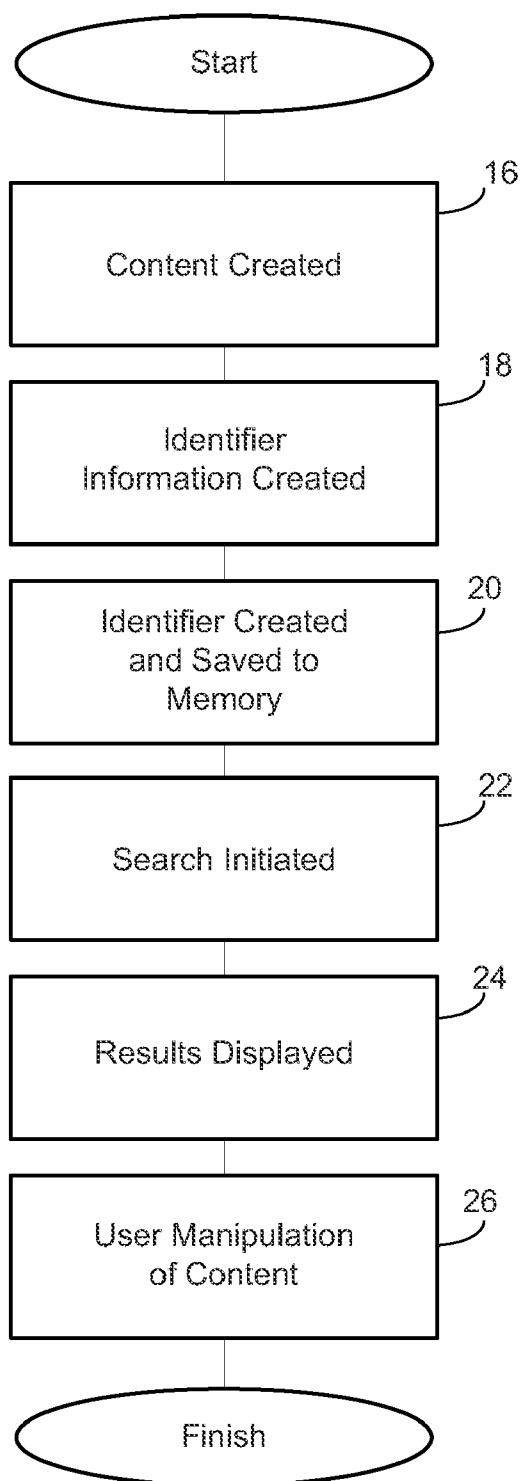 Start
16
Content Created
18
Identifier
Information Created
20
Identifier Created
and Saved to
Memory
22
Search Initiated
24
Results Displayed
26
User Manipulation
of Content
Finish